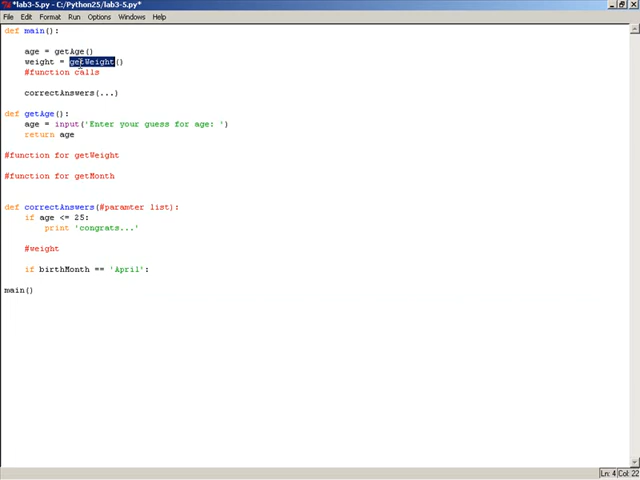 *lab3-5.py - C:/Python25/lab3-5.py*
File Edit Format Run Options Windows Help
def main():
age = getAge()
weight = getWeight()
#function calls
correctAnswers(...)
def getAge():
age = input('Enter your guess for age: ')
return age
#function for getWeight
#function for getMonth
def correctAnswers(#paramter list):
if age <= 25:
print 'congrats...'
#weight
if birthMonth == 'April':
main()
Ln: 4 Col: 22